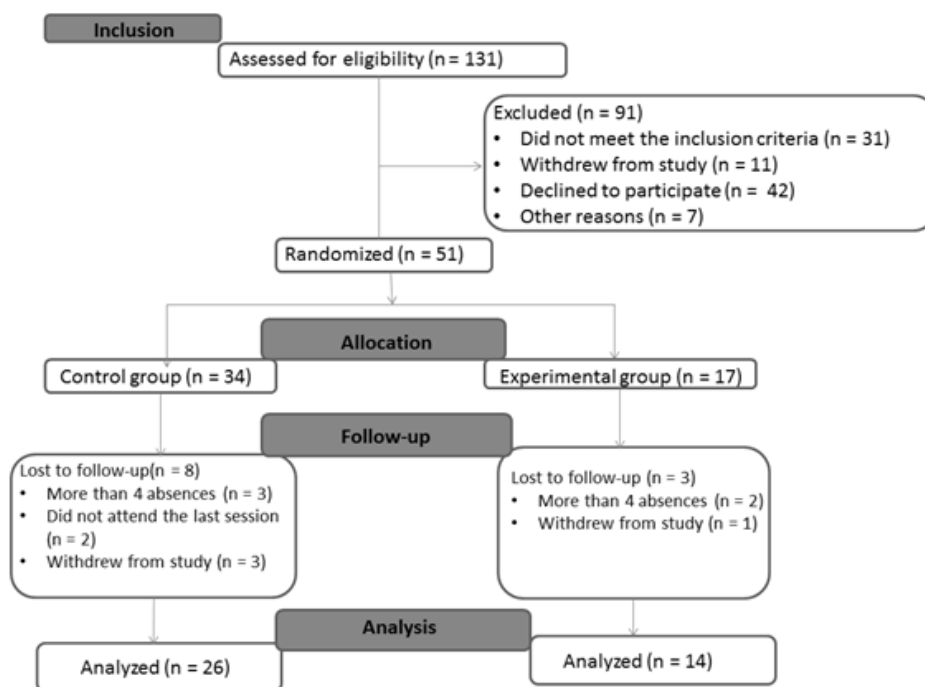 Inclusion
Assessed for eligibility (n = 131)
Excluded (n = 91)
• Did not meet the inclusion criteria (n = 31)
• Withdrew from study (n = 11)
• Declined to participate (n = 42)
• Other reasons (n = 7)
Randomized (n = 51)
Allocation
Control group (n = 34)
Experimental group (n = 17)
Follow-up
Lost to follow-up(n = 8)
• More than 4 absences (n = 3)
• Did not attend the last session
(n = 2)
• Withdrew from study (n = 3)
Lost to follow-up (n = 3)
• More than 4 absences (n = 2)
• Withdrew from study (n = 1)
Analysis
Analyzed (n = 26)
Analyzed (n = 14)